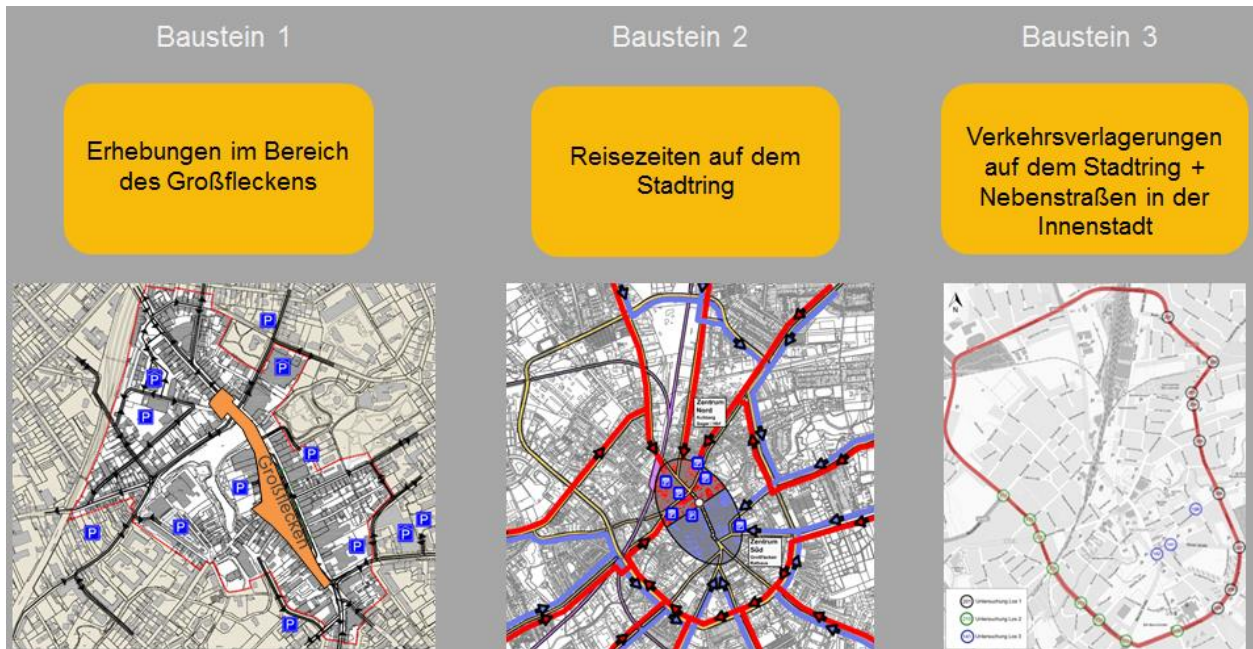 Baustein 1
Baustein 2
Baustein 3
Erhebungen im Bereich
des Großfleckens
Reisezeiten auf dem
Stadtring
Verkehrsverlagerungen
auf dem Stadtring +
Nebenstraßen in der
Innenstadt
P
P
P
P
P
P
P
P
P
P
P
P
Großflecken
Zentrum
Nord
Zentrum
Süd
Großflecken
N
Untersuchung Los 1
Untersuchung Los 2
Untersuchung Los 3